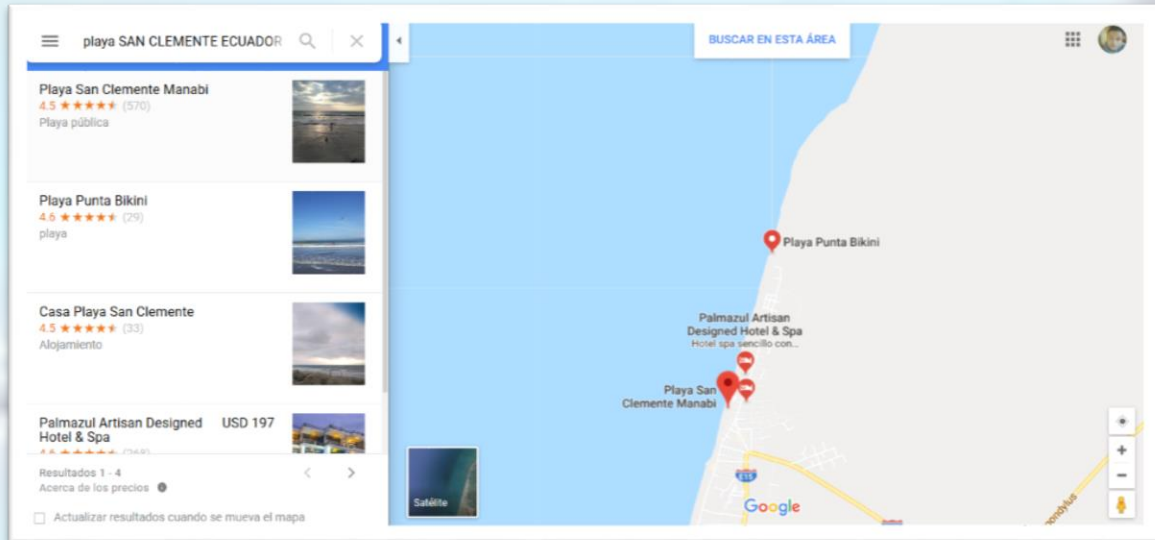 playa SAN CLEMENTE ECUADOR
Playa San Clemente Manabi
4.5 ★★★★★ (570)
Playa pública
Playa Punta Bikini
4.6 ★★★★★ (29)
playa
Casa Playa San Clemente
4.5 ★★★★★ (33)
Alojamiento
Palmazul Artisan Designed USD 197
Hotel & Spa
4.6 ★★★★★ (268)
Resultados 1 - 4
Acerca de los precios
Actualizar resultados cuando se mueva el mapa
BUSCAR EN ESTA ÁREA
Playa Punta Bikini
Palmazul Artisan
Designed Hotel & Spa
Hotel spa sencillo con...
Playa San
Clemente Manabi
E15
Satélite
Google